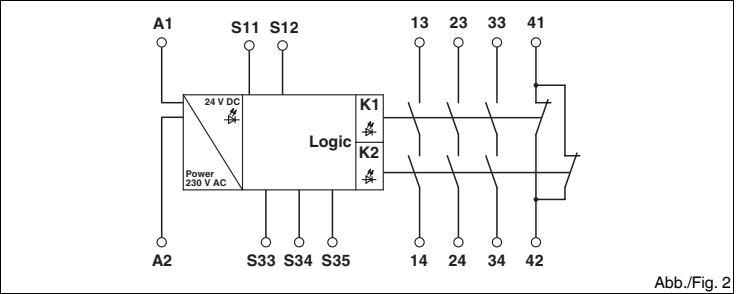 A1 S11 S12 13 23 33 41
24 V DC K1
Logic
K2
Power
230 V AC
A2 S33 S34 S35 14 24 34 42
Abb./Fig. 2